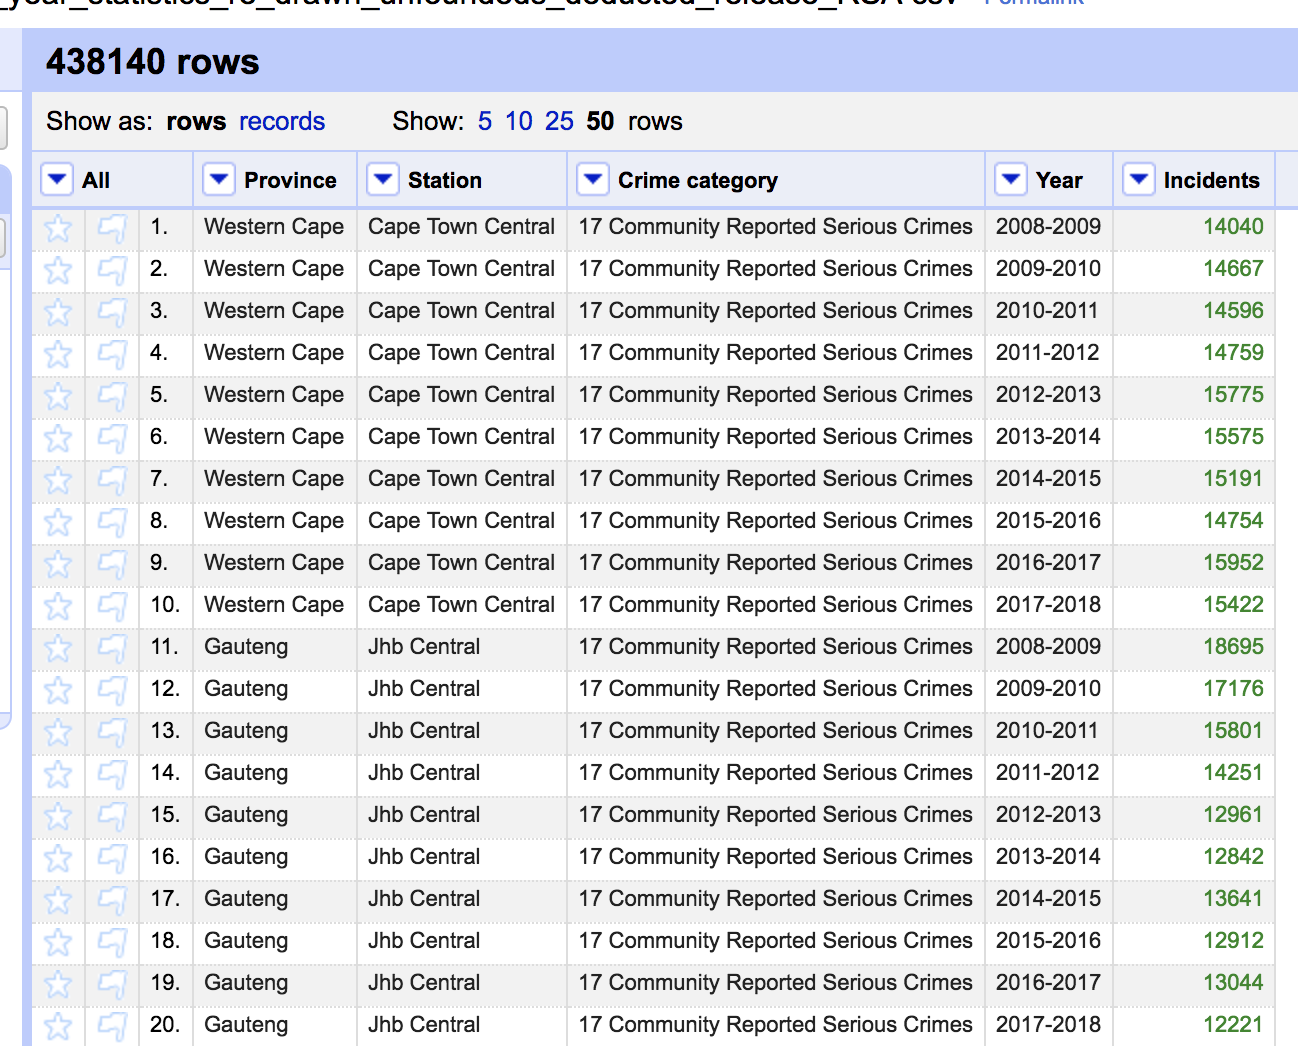 _year_statistics_re_drawn_unfoundeds_deducted_release_RSA csv Permalink
438140 rows
Show as: rows records Show: 5 10 25 50 rows
All Province Station Crime category Year Incidents
1. Western Cape Cape Town Central 17 Community Reported Serious Crimes 2008-2009 14040
2. Western Cape Cape Town Central 17 Community Reported Serious Crimes 2009-2010 14667
3. Western Cape Cape Town Central 17 Community Reported Serious Crimes 2010-2011 14596
4. Western Cape Cape Town Central 17 Community Reported Serious Crimes 2011-2012 14759
5. Western Cape Cape Town Central 17 Community Reported Serious Crimes 2012-2013 15775
6. Western Cape Cape Town Central 17 Community Reported Serious Crimes 2013-2014 15575
7. Western Cape Cape Town Central 17 Community Reported Serious Crimes 2014-2015 15191
8. Western Cape Cape Town Central 17 Community Reported Serious Crimes 2015-2016 14754
9. Western Cape Cape Town Central 17 Community Reported Serious Crimes 2016-2017 15952
10. Western Cape Cape Town Central 17 Community Reported Serious Crimes 2017-2018 15422
11. Gauteng Jhb Central 17 Community Reported Serious Crimes 2008-2009 18695
12. Gauteng Jhb Central 17 Community Reported Serious Crimes 2009-2010 17176
13. Gauteng Jhb Central 17 Community Reported Serious Crimes 2010-2011 15801
14. Gauteng Jhb Central 17 Community Reported Serious Crimes 2011-2012 14251
15. Gauteng Jhb Central 17 Community Reported Serious Crimes 2012-2013 12961
16. Gauteng Jhb Central 17 Community Reported Serious Crimes 2013-2014 12842
17. Gauteng Jhb Central 17 Community Reported Serious Crimes 2014-2015 13641
18. Gauteng Jhb Central 17 Community Reported Serious Crimes 2015-2016 12912
19. Gauteng Jhb Central 17 Community Reported Serious Crimes 2016-2017 13044
20. Gauteng Jhb Central 17 Community Reported Serious Crimes 2017-2018 12221